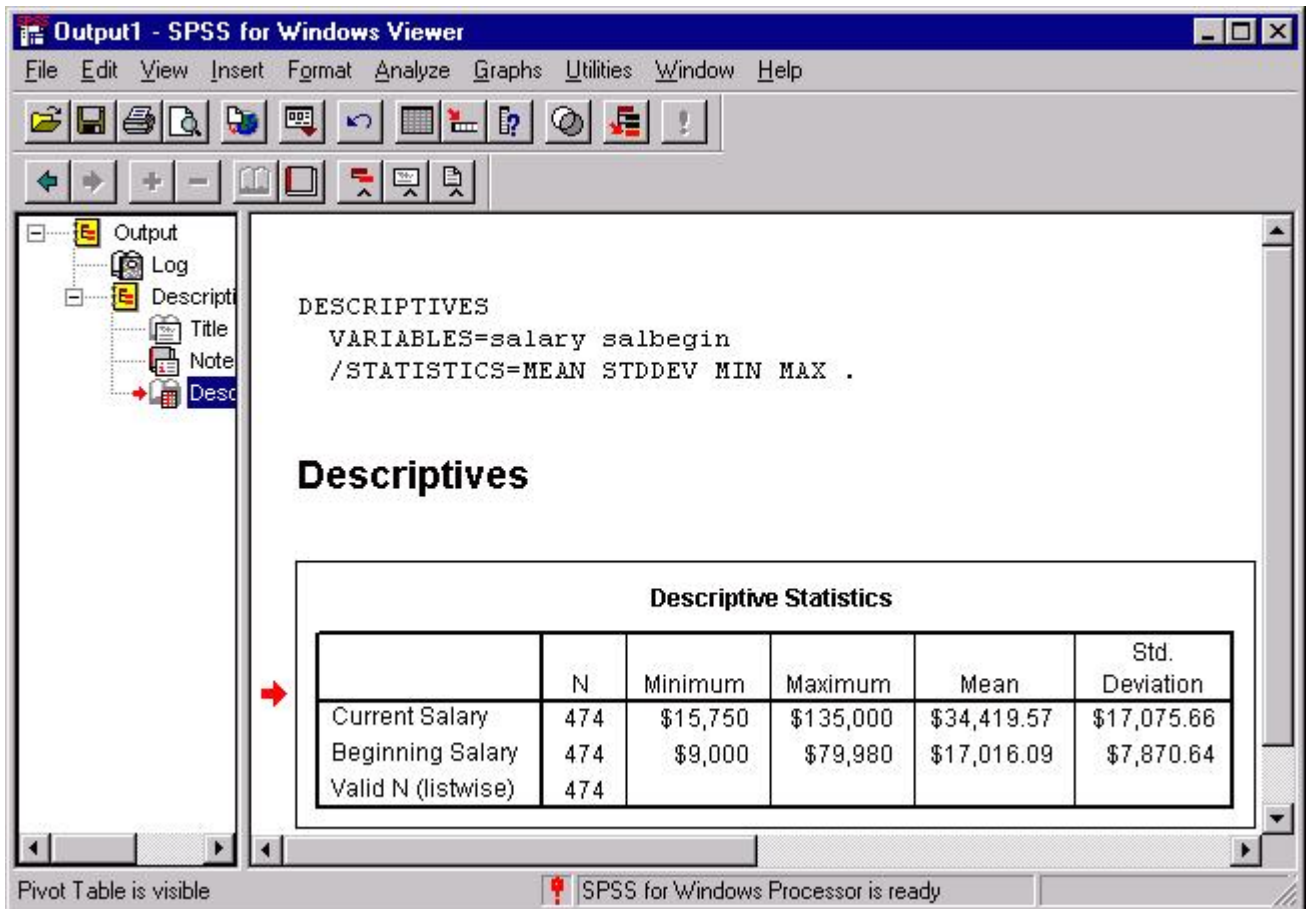 SPSS
Output1 - SPSS for Windows Viewer
File Edit View Insert Format Analyze Graphs Utilities Window Help
Output
Log
Descripti
Title
Note
Desc
DESCRIPTIVES
VARIABLES=salary salbegin
/STATISTICS=MEAN STDDEV MIN MAX .
Descriptives
Descriptive Statistics
N Minimum Maximum Mean Std. Deviation
Current Salary 474 $15,750 $135,000 $34,419.57 $17,075.66
Beginning Salary 474 $9,000 $79,980 $17,016.09 $7,870.64
Valid N (listwise) 474
Pivot Table is visible
SPSS for Windows Processor is ready